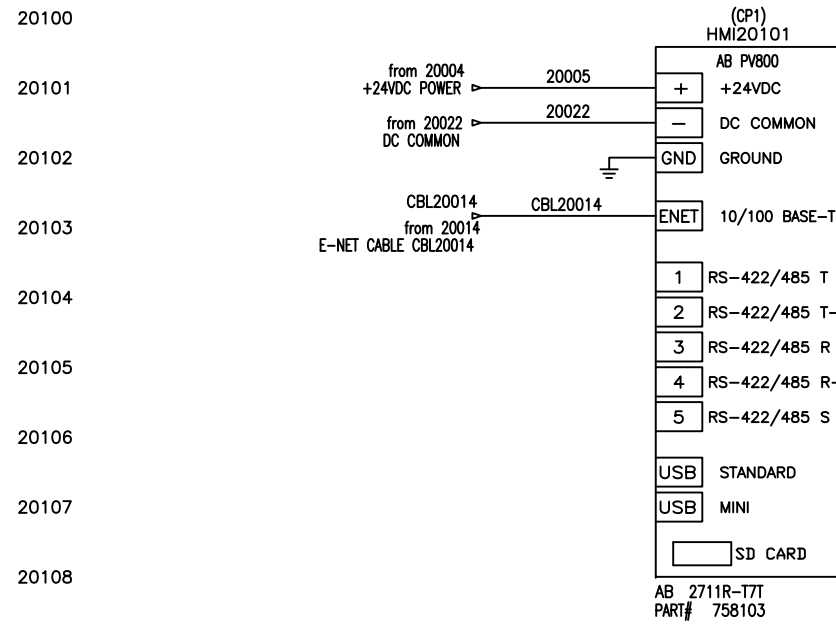 20100
(CP1)
HMI20101
AB PV800
20101
from 20004
+24VDC POWER
20005
+
+24VDC
from 20022
DC COMMON
20022
−
DC COMMON
20102
GND
GROUND
CBL20014
CBL20014
ENET
10/100 BASE-T
20103
from 20014
E-NET CABLE CBL20014
1 RS-422/485 T
20104
2 RS-422/485 T-
3 RS-422/485 R
20105
4 RS-422/485 R-
5 RS-422/485 S
20106
USB STANDARD
20107
USB MINI
SD CARD
20108
AB 2711R-T7T
PART# 758103